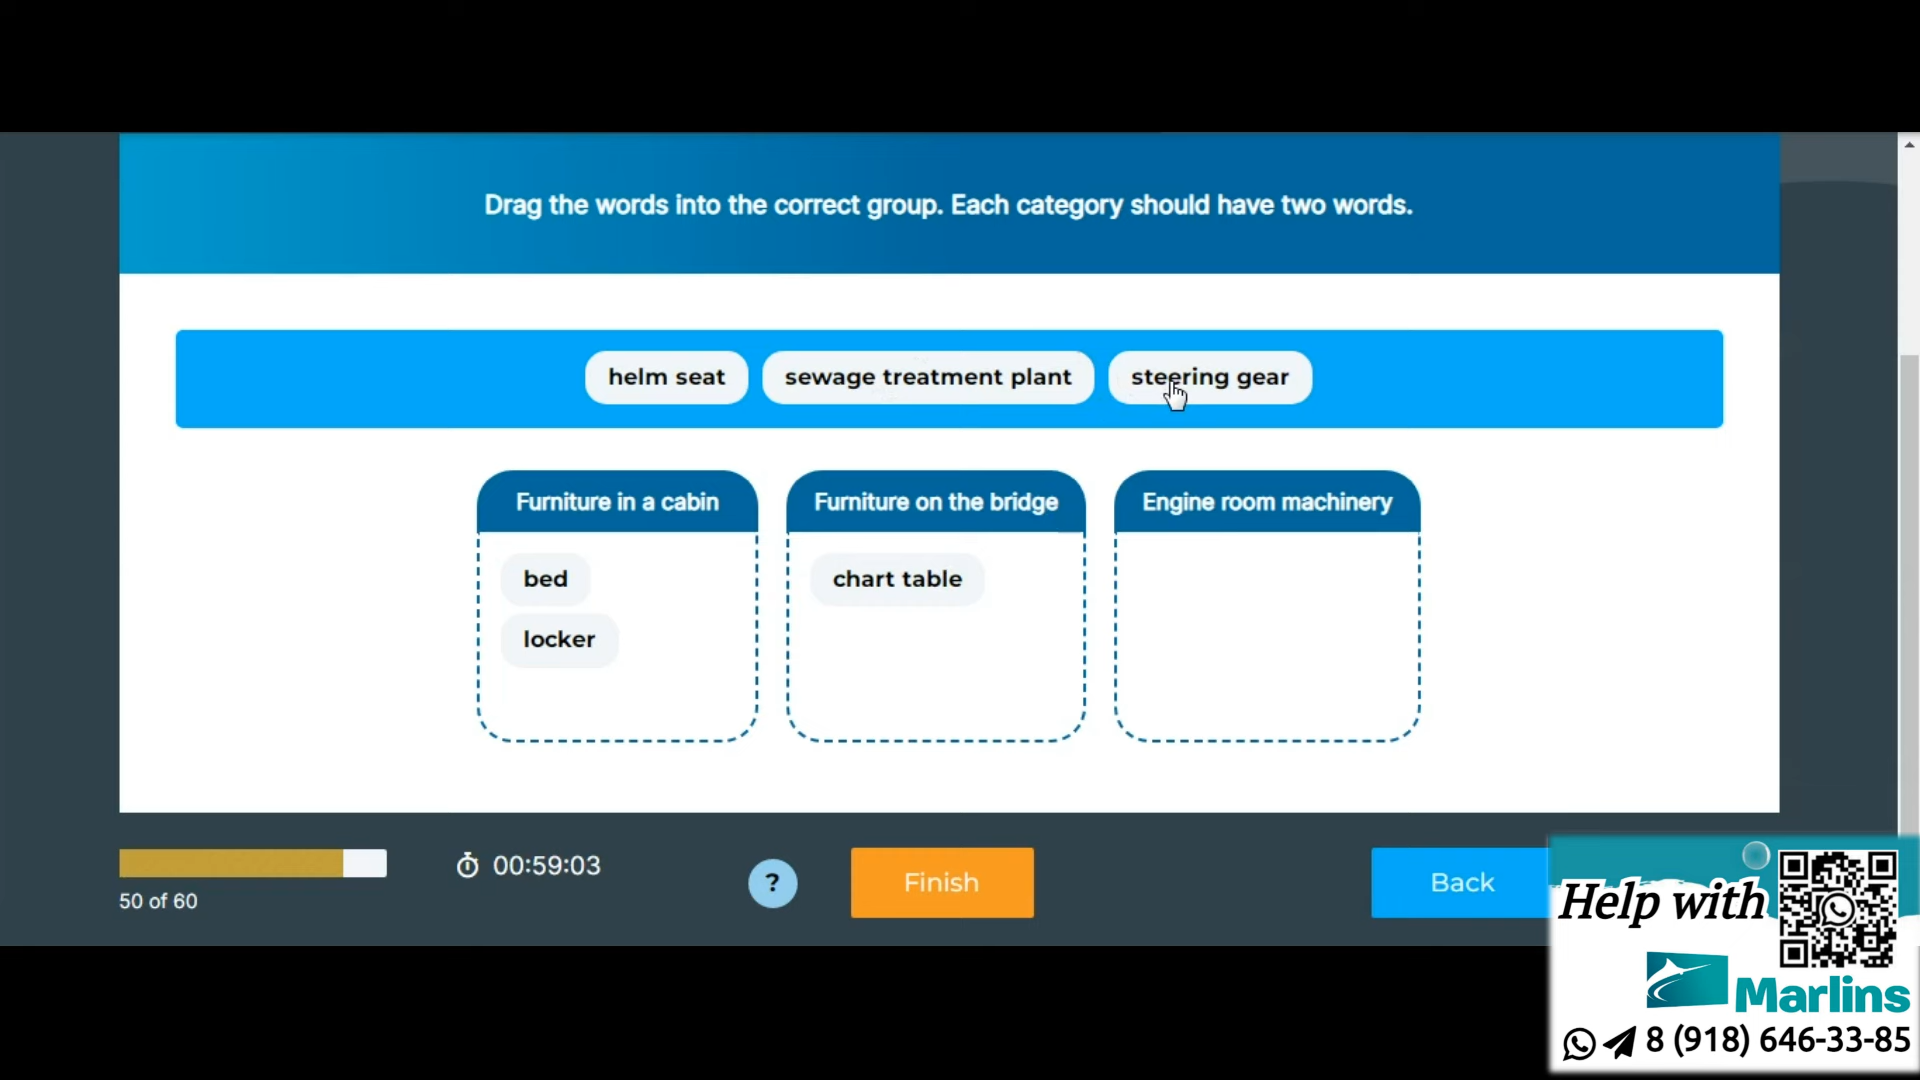 Drag the words into the correct group. Each category should have two words.
helm seat
sewage treatment plant
steering gear
Furniture in a cabin
Furniture on the bridge
Engine room machinery
bed
chart table
locker
00:59:03
50 of 60
?
Finish
Back
Help with
Marlins
8 (918) 646-33-85